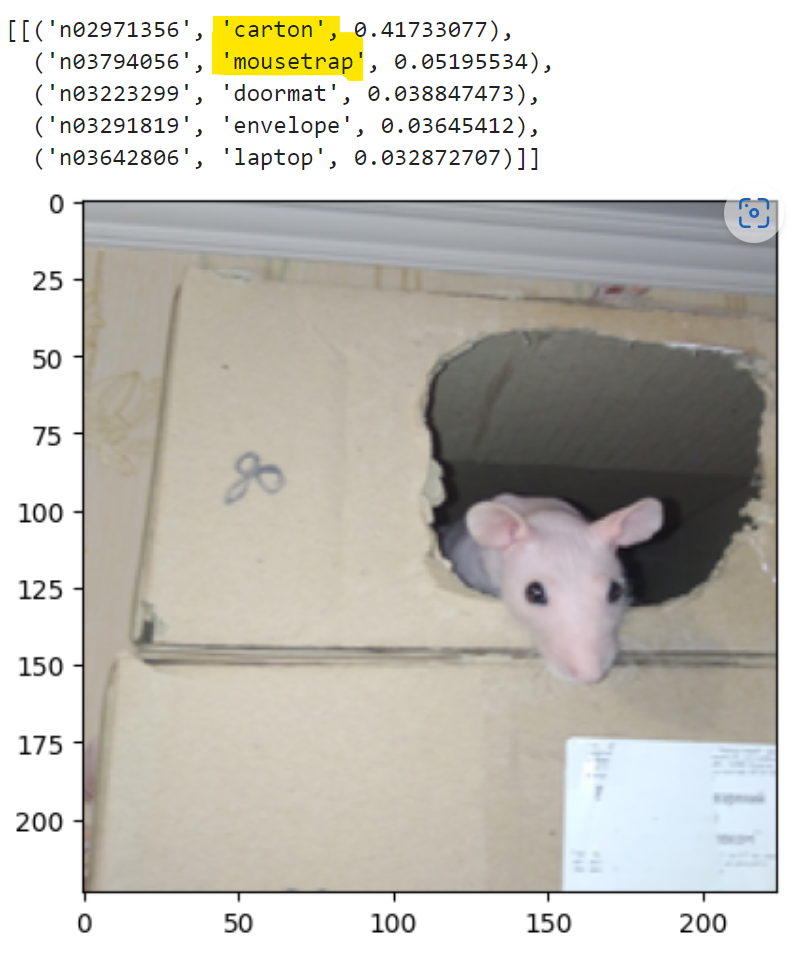 [[('n02971356', 'carton', 0.41733077),
('n03794056', 'mousetrap', 0.05195534),
('n03223299', 'doormat', 0.038847473),
('n03291819', 'envelope', 0.03645412),
('n03642806', 'laptop', 0.032872707)]]
0
25
50
75
100
125
150
175
200
0 50 100 150 200